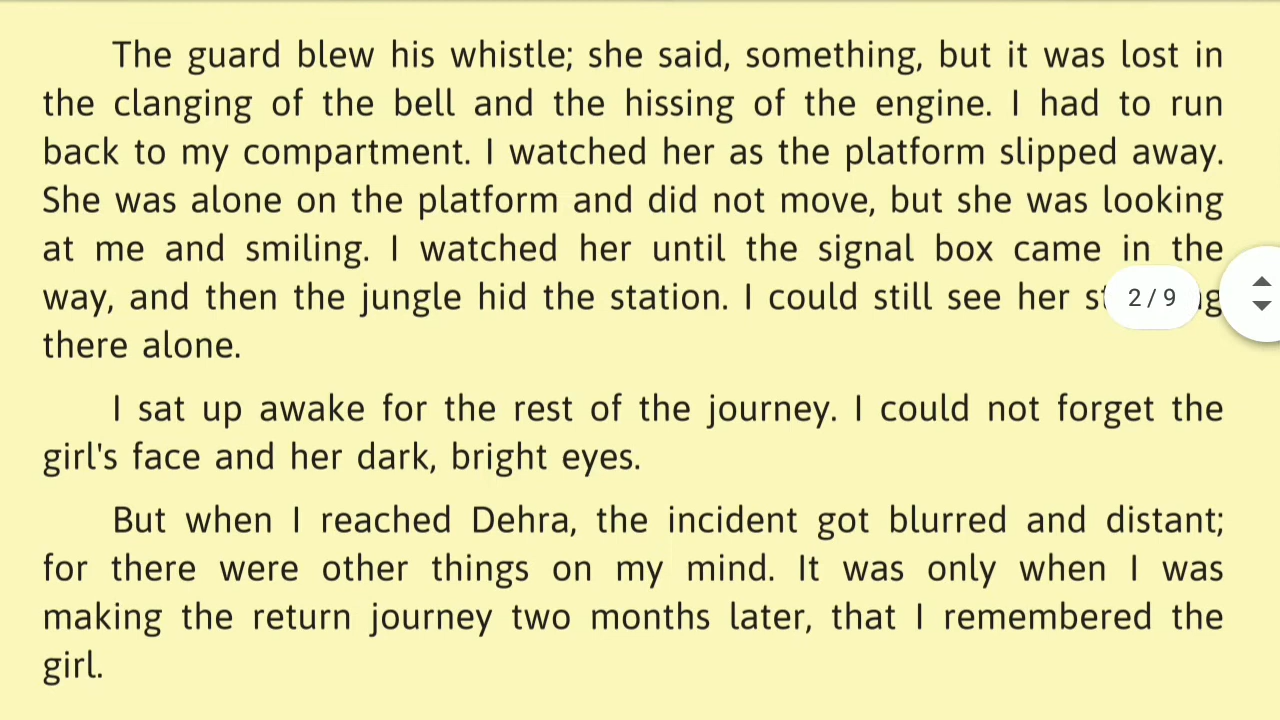 The guard blew his whistle; she said, something, but it was lost in
the clanging of the bell and the hissing of the engine. I had to run
back to my compartment. I watched her as the platform slipped away.
She was alone on the platform and did not move, but she was looking
at me and smiling. I watched her until the signal box came in the
way, and then the jungle hid the station. I could still see her
2/9
there alone.
I sat up awake for the rest of the journey. I could not forget the
girl's face and her dark, bright eyes.
But when I reached Dehra, the incident got blurred and distant;
for there were other things on my mind. It was only when I was
making the return journey two months later, that I remembered the
girl.